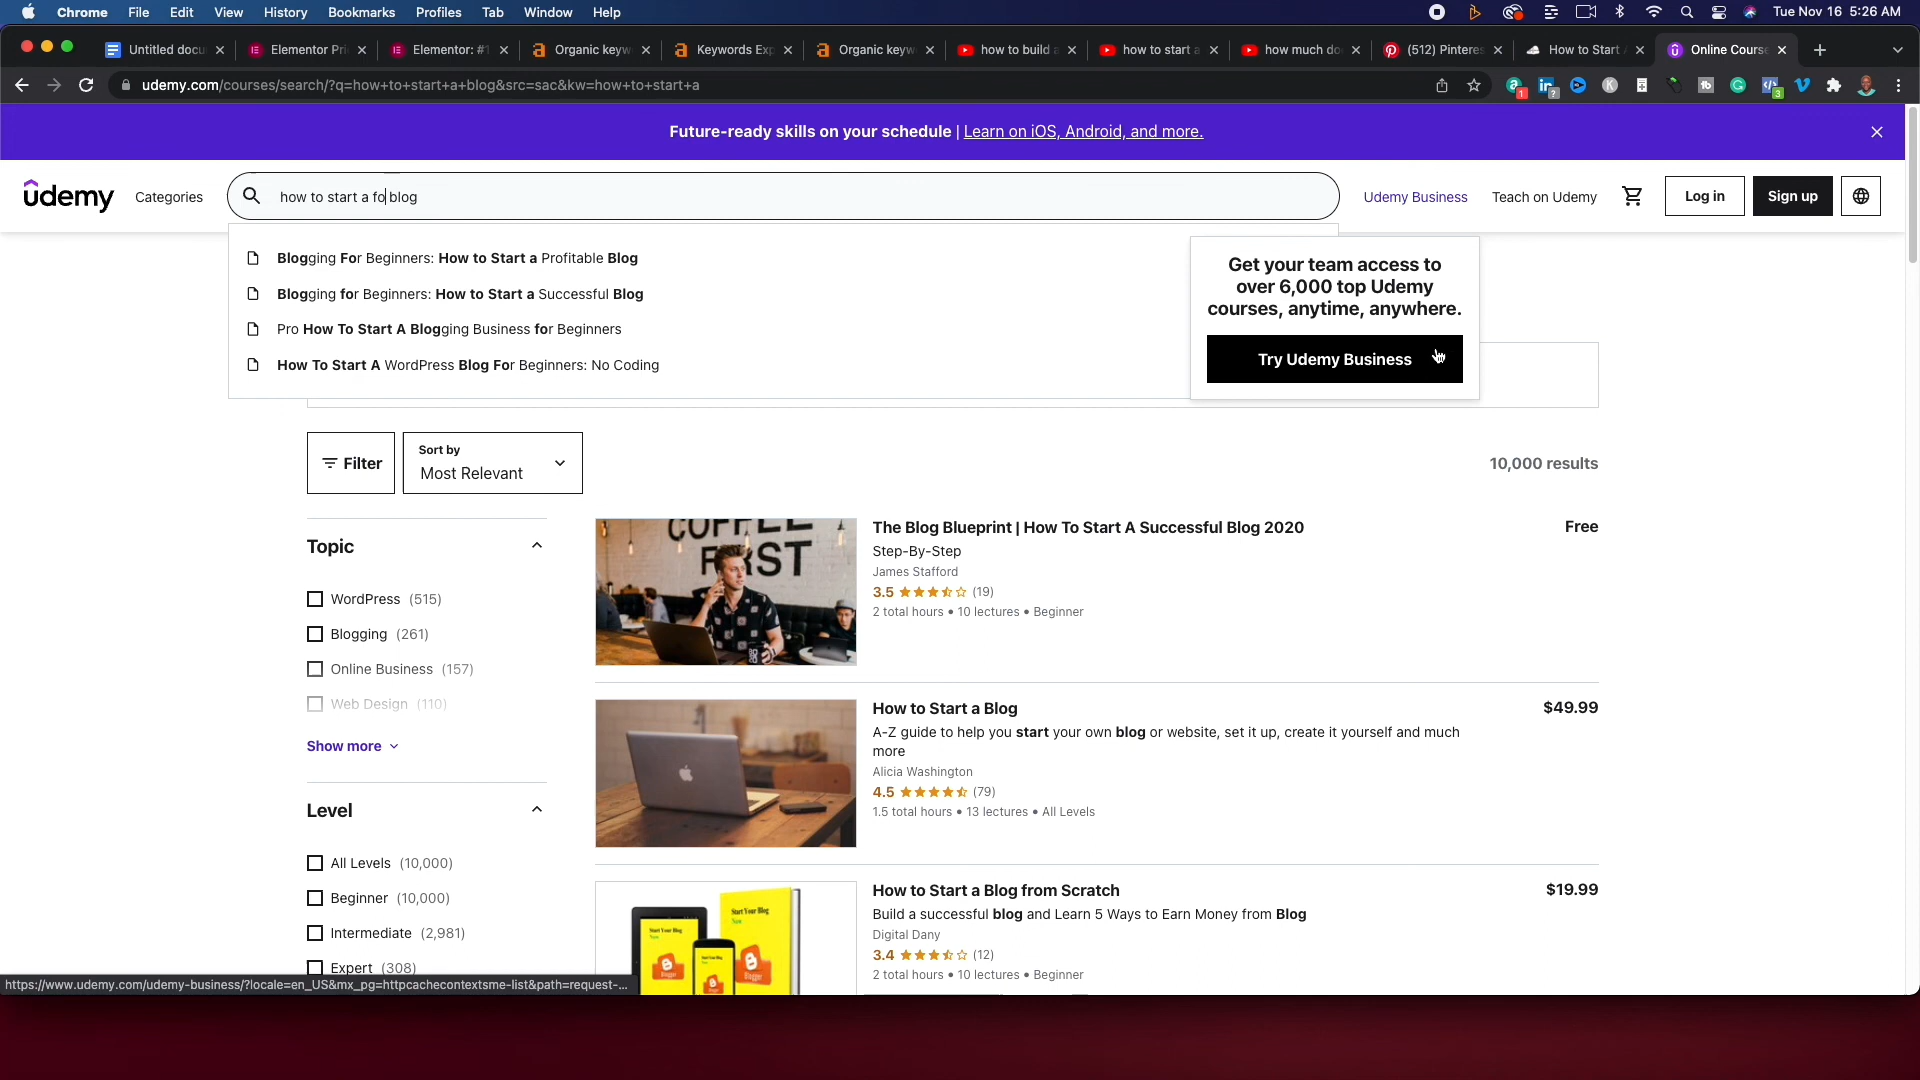 Chrome File Edit View History Bookmarks Profiles Tab Window Help Tue Nov 16 5:26 AM
Untitled docu Elementor Pri Elementor: #1 Organic keyw Keywords Exp Organic keyw how to build a how to start a how much do (512) Pinteres How to Start Online Course
udemy.com/courses/search/?q=how+to+start+a+blog&src=sac&kw=how+to+start+a
Future-ready skills on your schedule | Learn on iOS, Android, and more.
udemy Categories how to start a fo blog Udemy Business Teach on Udemy Log in Sign up
Blogging For Beginners: How to Start a Profitable Blog
Blogging for Beginners: How to Start a Successful Blog
Pro How To Start A Blogging Business for Beginners
How To Start A WordPress Blog For Beginners: No Coding
Get your team access to
over 6,000 top Udemy
courses, anytime, anywhere.
Try Udemy Business
Filter
Sort by
Most Relevant
10,000 results
Topic
WordPress (515)
Blogging (261)
Online Business (157)
Web Design (110)
Show more
Level
All Levels (10,000)
Beginner (10,000)
Intermediate (2,981)
Expert (308)
COFFEE
FIRST
The Blog Blueprint | How To Start A Successful Blog 2020
Free
Step-By-Step
James Stafford
3.5 (19)
2 total hours • 10 lectures • Beginner
How to Start a Blog
$49.99
A-Z guide to help you start your own blog or website, set it up, create it yourself and much
more
Alicia Washington
4.5 (79)
1.5 total hours • 13 lectures • All Levels
Start Your Blog
How to Start a Blog from Scratch
$19.99
Build a successful blog and Learn 5 Ways to Earn Money from Blog
Digital Dany
3.4 (12)
2 total hours • 10 lectures • Beginner
https://www.udemy.com/udemy-business/?locale=en_US&mx_pg=httpcachecontextsme-list&path=request-...